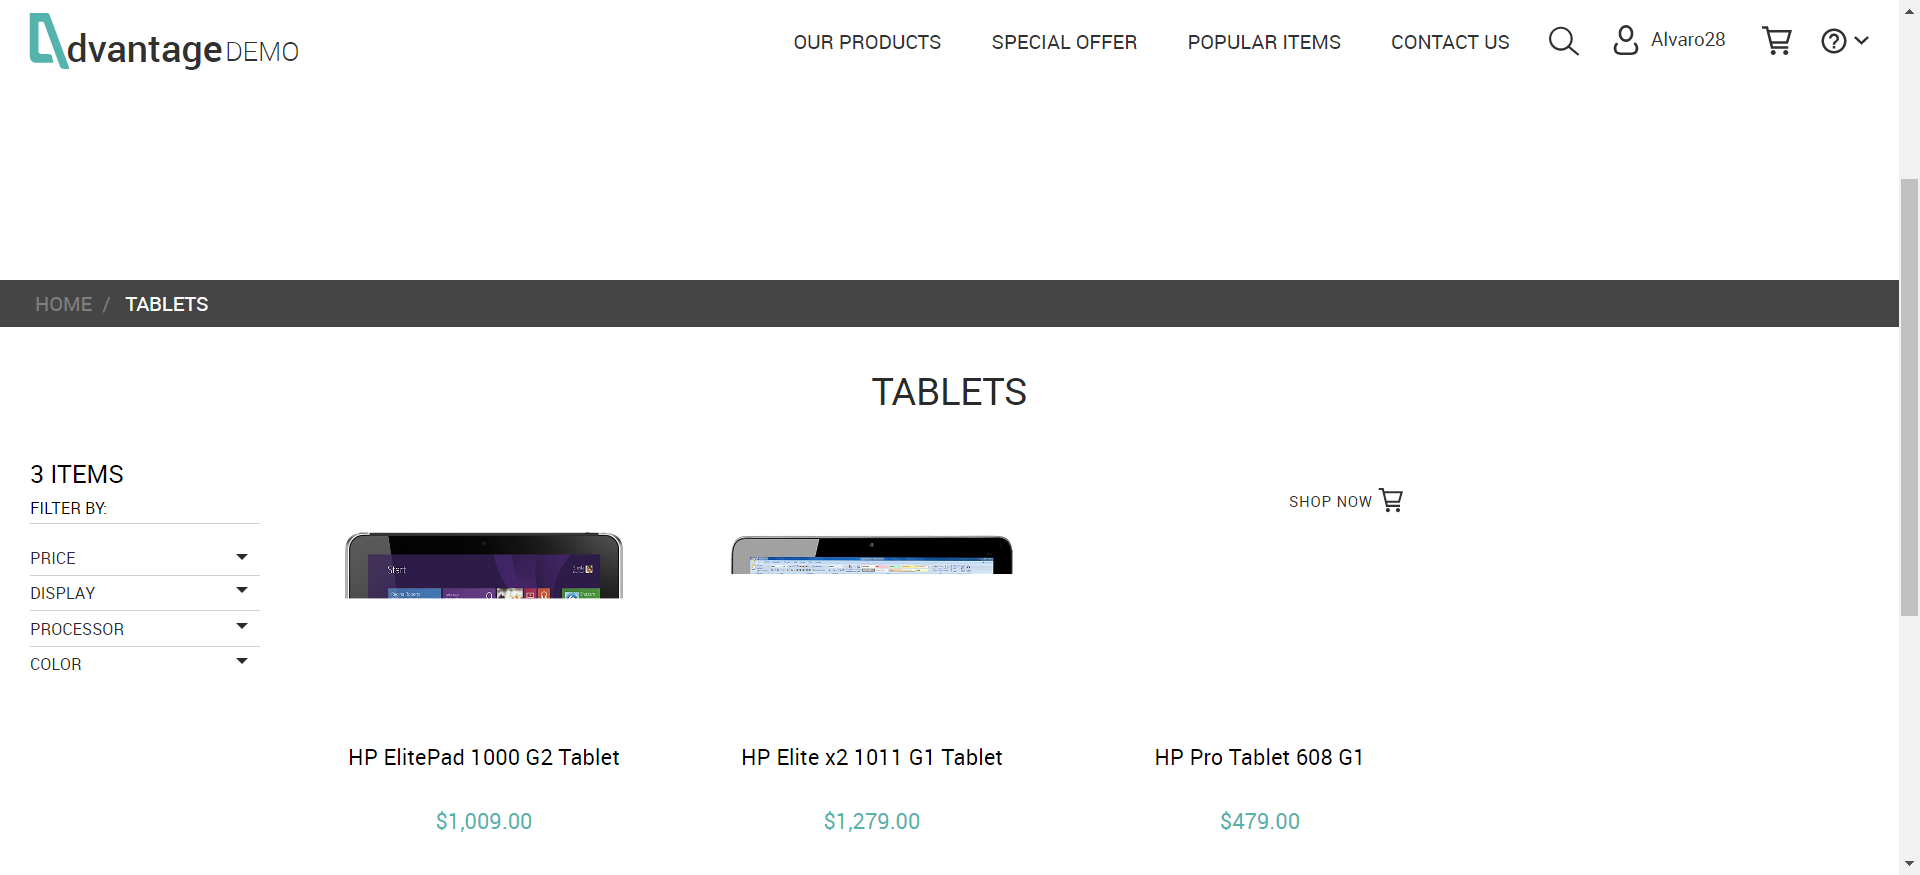 dvantage DEMO
OUR PRODUCTS
SPECIAL OFFER
POPULAR ITEMS
CONTACT US
Alvaro28
HOME / TABLETS
TABLETS
3 ITEMS
FILTER BY:
SHOP NOW
PRICE
DISPLAY
PROCESSOR
COLOR
Start
HP ElitePad 1000 G2 Tablet
HP Elite x2 1011 G1 Tablet
HP Pro Tablet 608 G1
$1,009.00
$1,279.00
$479.00